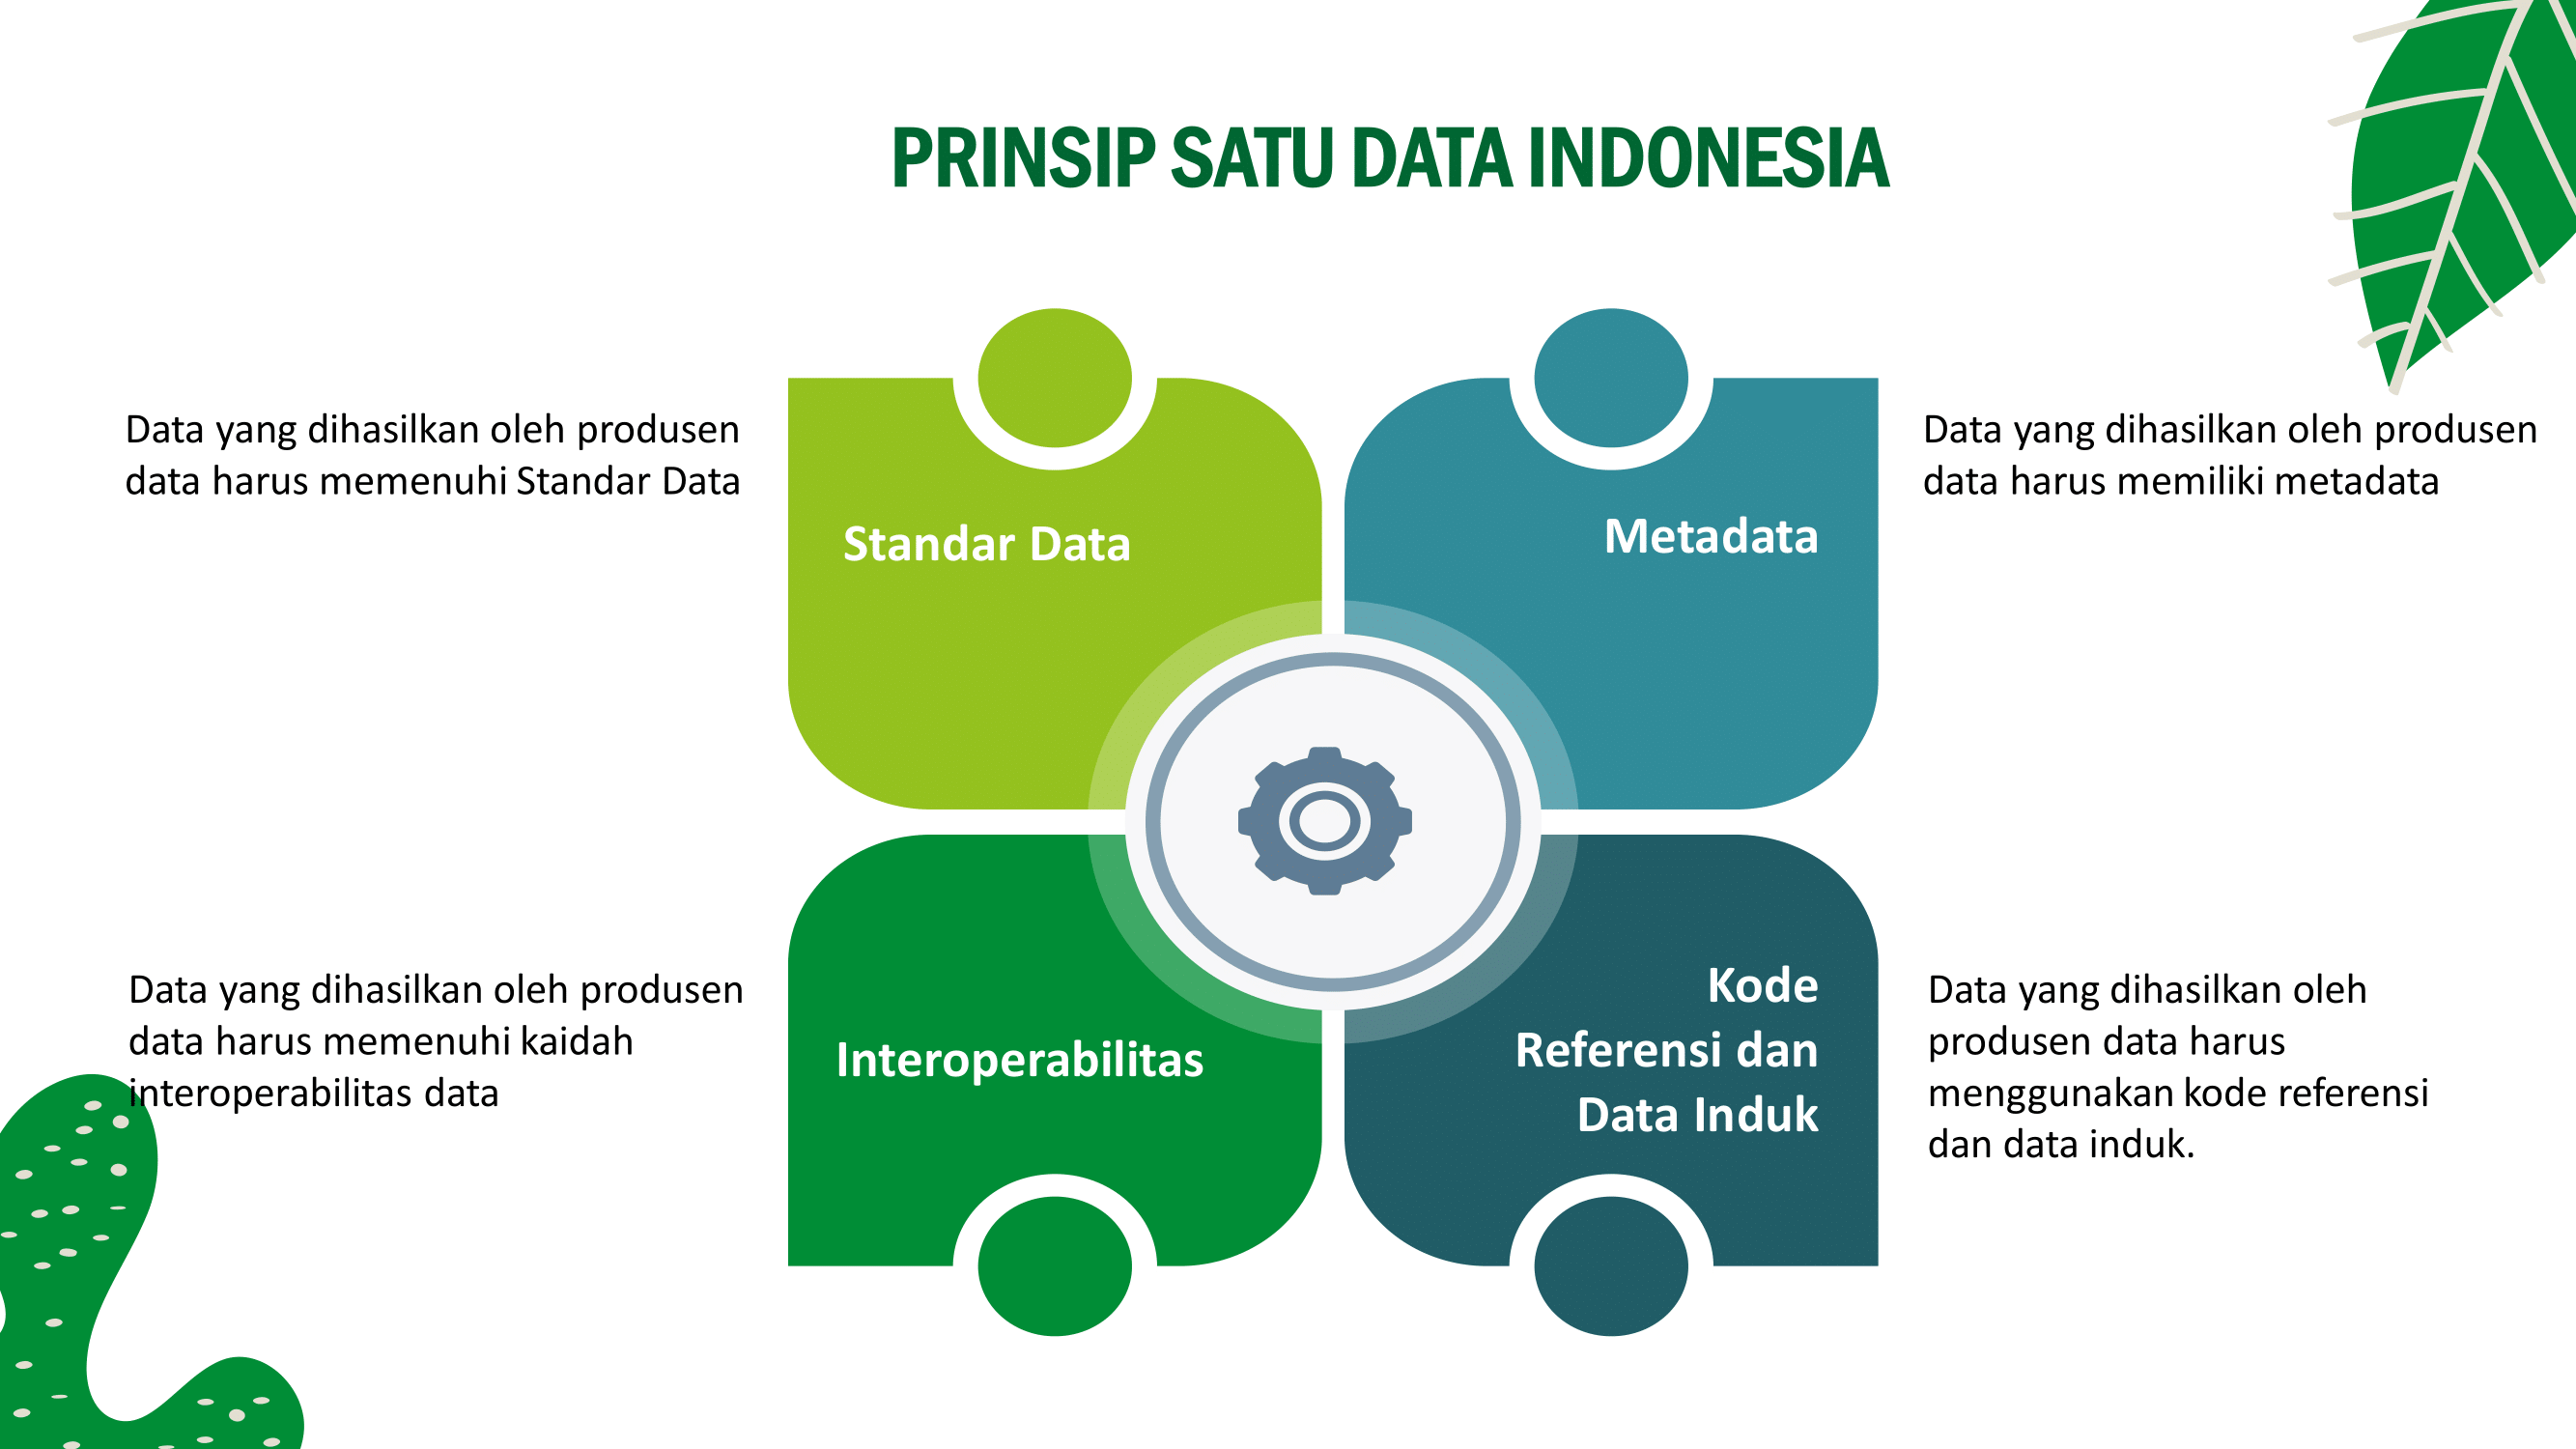 PRINSIP SATU DATA INDONESIA
Data yang dihasilkan oleh produsen
data harus memenuhi Standar Data
Standar Data
Metadata
Data yang dihasilkan oleh produsen
data harus memiliki metadata
Data yang dihasilkan oleh produsen
data harus memenuhi kaidah
interoperabilitas data
Interoperabilitas
Kode
Referensi dan
Data Induk
Data yang dihasilkan oleh
produsen data harus
menggunakan kode referensi
dan data induk.